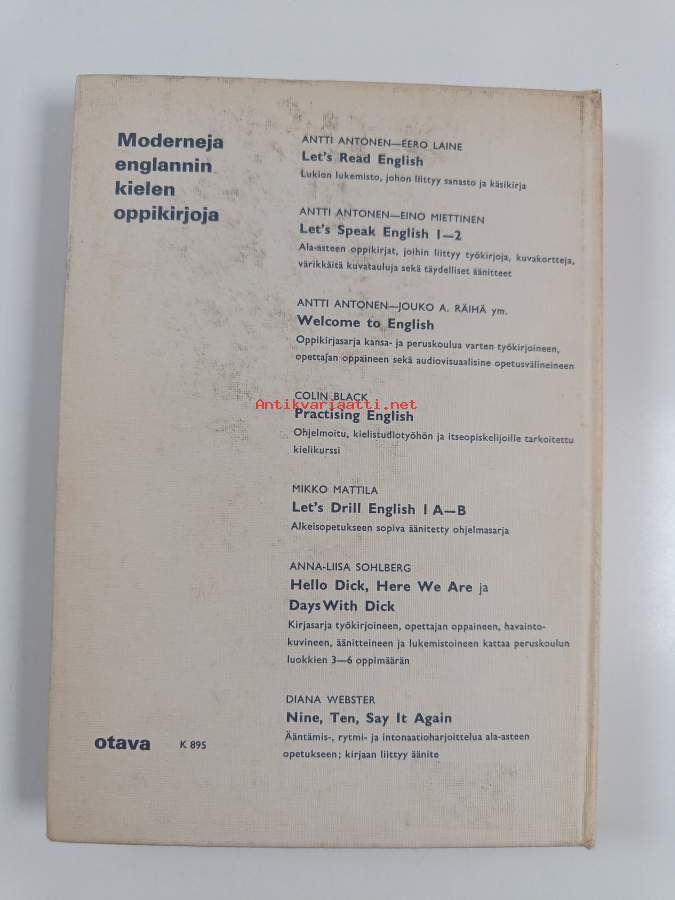 Moderneja
englannin
kielen
oppikirjoja
ANTTI ANTONEN—EERO LAINE
Let's Read English
Lukion lukemisto, johon liittyy sanasto ja käsikirja
ANTTI ANTONEN—EINO MIETTINEN
Let's Speak English 1—2
Ala-asteen oppikirjat, joihin liittyy työkirjoja, kuvakortteja,
värikkäitä kuvatauluja sekä täydelliset äänitteet
ANTTI ANTONEN—JOUKO A. RÄIHÄ ym.
Welcome to English
Oppikirjasarja kansa- ja peruskoulua varten työkirjoineen,
opettajan oppaineen sekä audiovisuaalisine opetusvälineineen
COLIN BLACK
Antikvariaatti.net
Practising English
Ohjelmoitu, kielistudiotyöhön ja itseopiskelijoille tarkoitettu
kielikurssi
MIKKO MATTILA
Let's Drill English 1 A—B
Alkeisopetukseen sopiva äänitetty ohjelmasarja
ANNA-LIISA SOHLBERG
Hello Dick, Here We Are ja
Days With Dick
Kirjasarja työkirjoineen, opettajan oppaineen, havainto-
kuvineen, äänitteineen ja lukemistoineen kattaa peruskoulun
luokkien 3—6 oppimäärän
DIANA WEBSTER
Nine, Ten, Say It Again
Ääntämis-, rytmi- ja intonaatioharjoittelua ala-asteen
opetukseen; kirjaan liittyy äänite
otava K 895